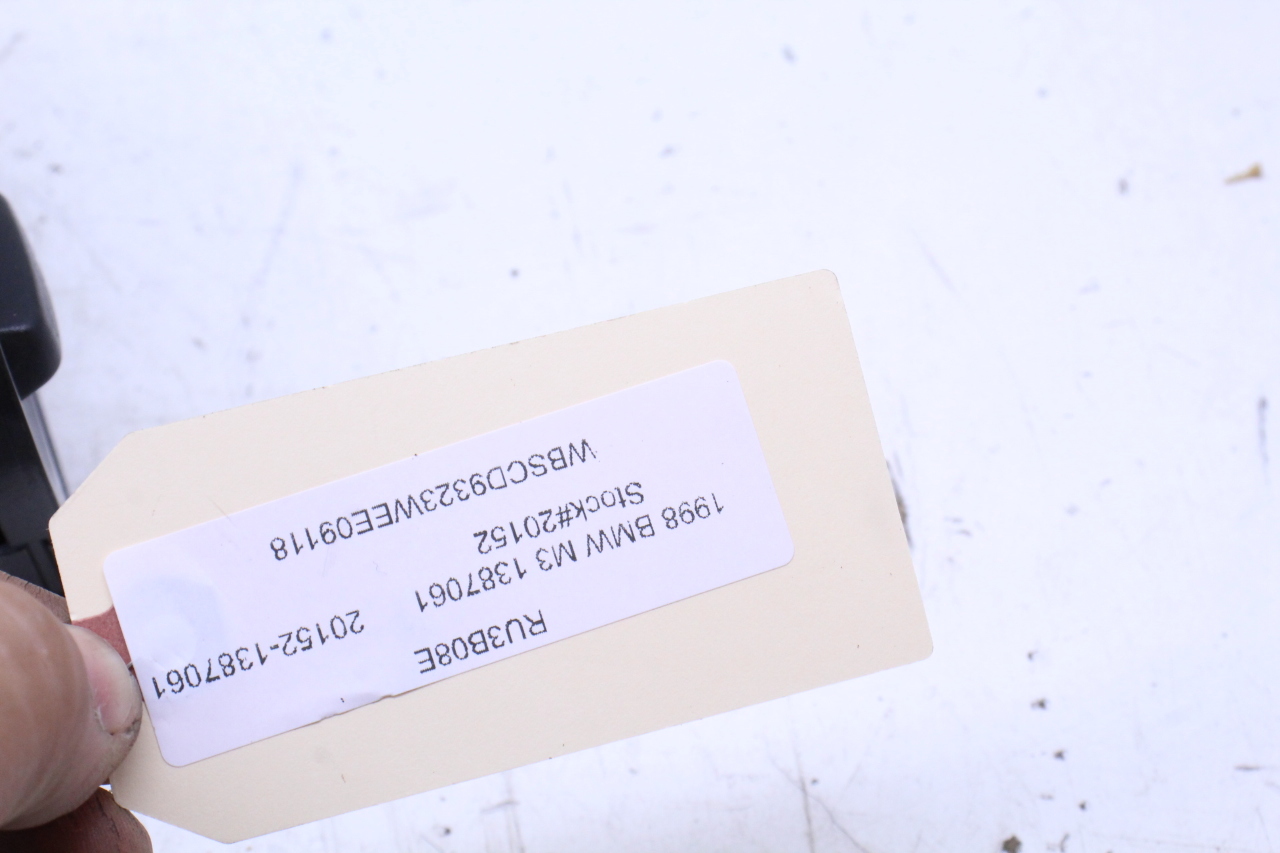 RU3B08E
20152-1387061
1998 BMW M3 1387061
Stock#20152
WBSCD9323WEE09118